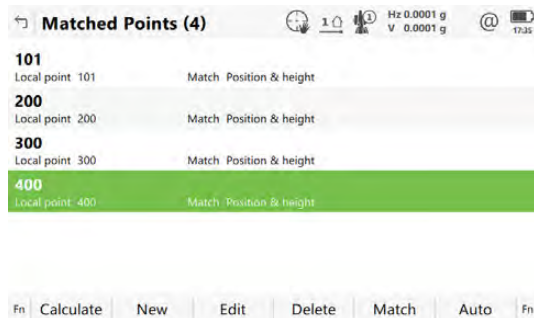 Matched Points (4)
1
1
Hz 0.0001 g
V 0.0001 g
@
17:35
101
Local point 101 Match Position & height
200
Local point 200 Match Position & height
300
Local point 300 Match Position & height
400
Local point 400 Match Position & height
Fn Calculate New Edit Delete Match Auto Fn